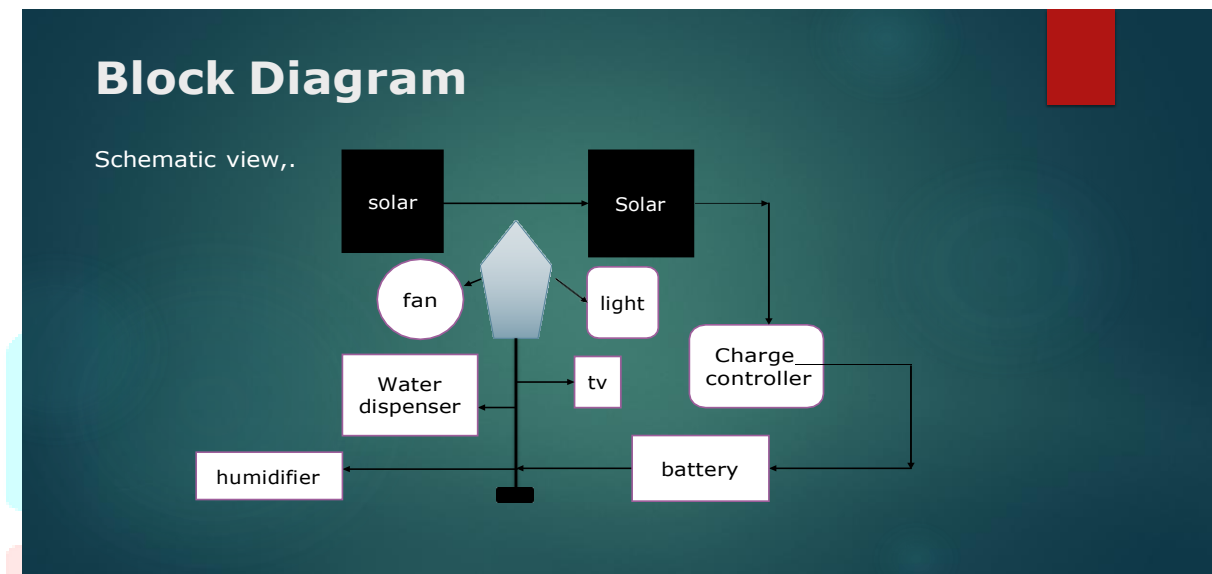 Block Diagram
Schematic view,.
solar
Solar
fan
light
Charge
controller
Water
dispenser
tv
battery
humidifier